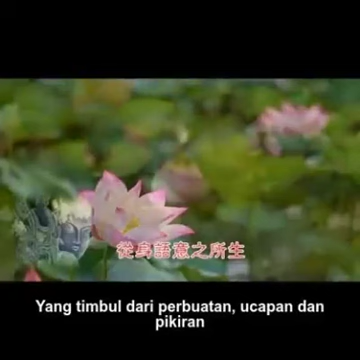 從身語意之所生
Yang timbul dari perbuatan, ucapan dan
pikiran